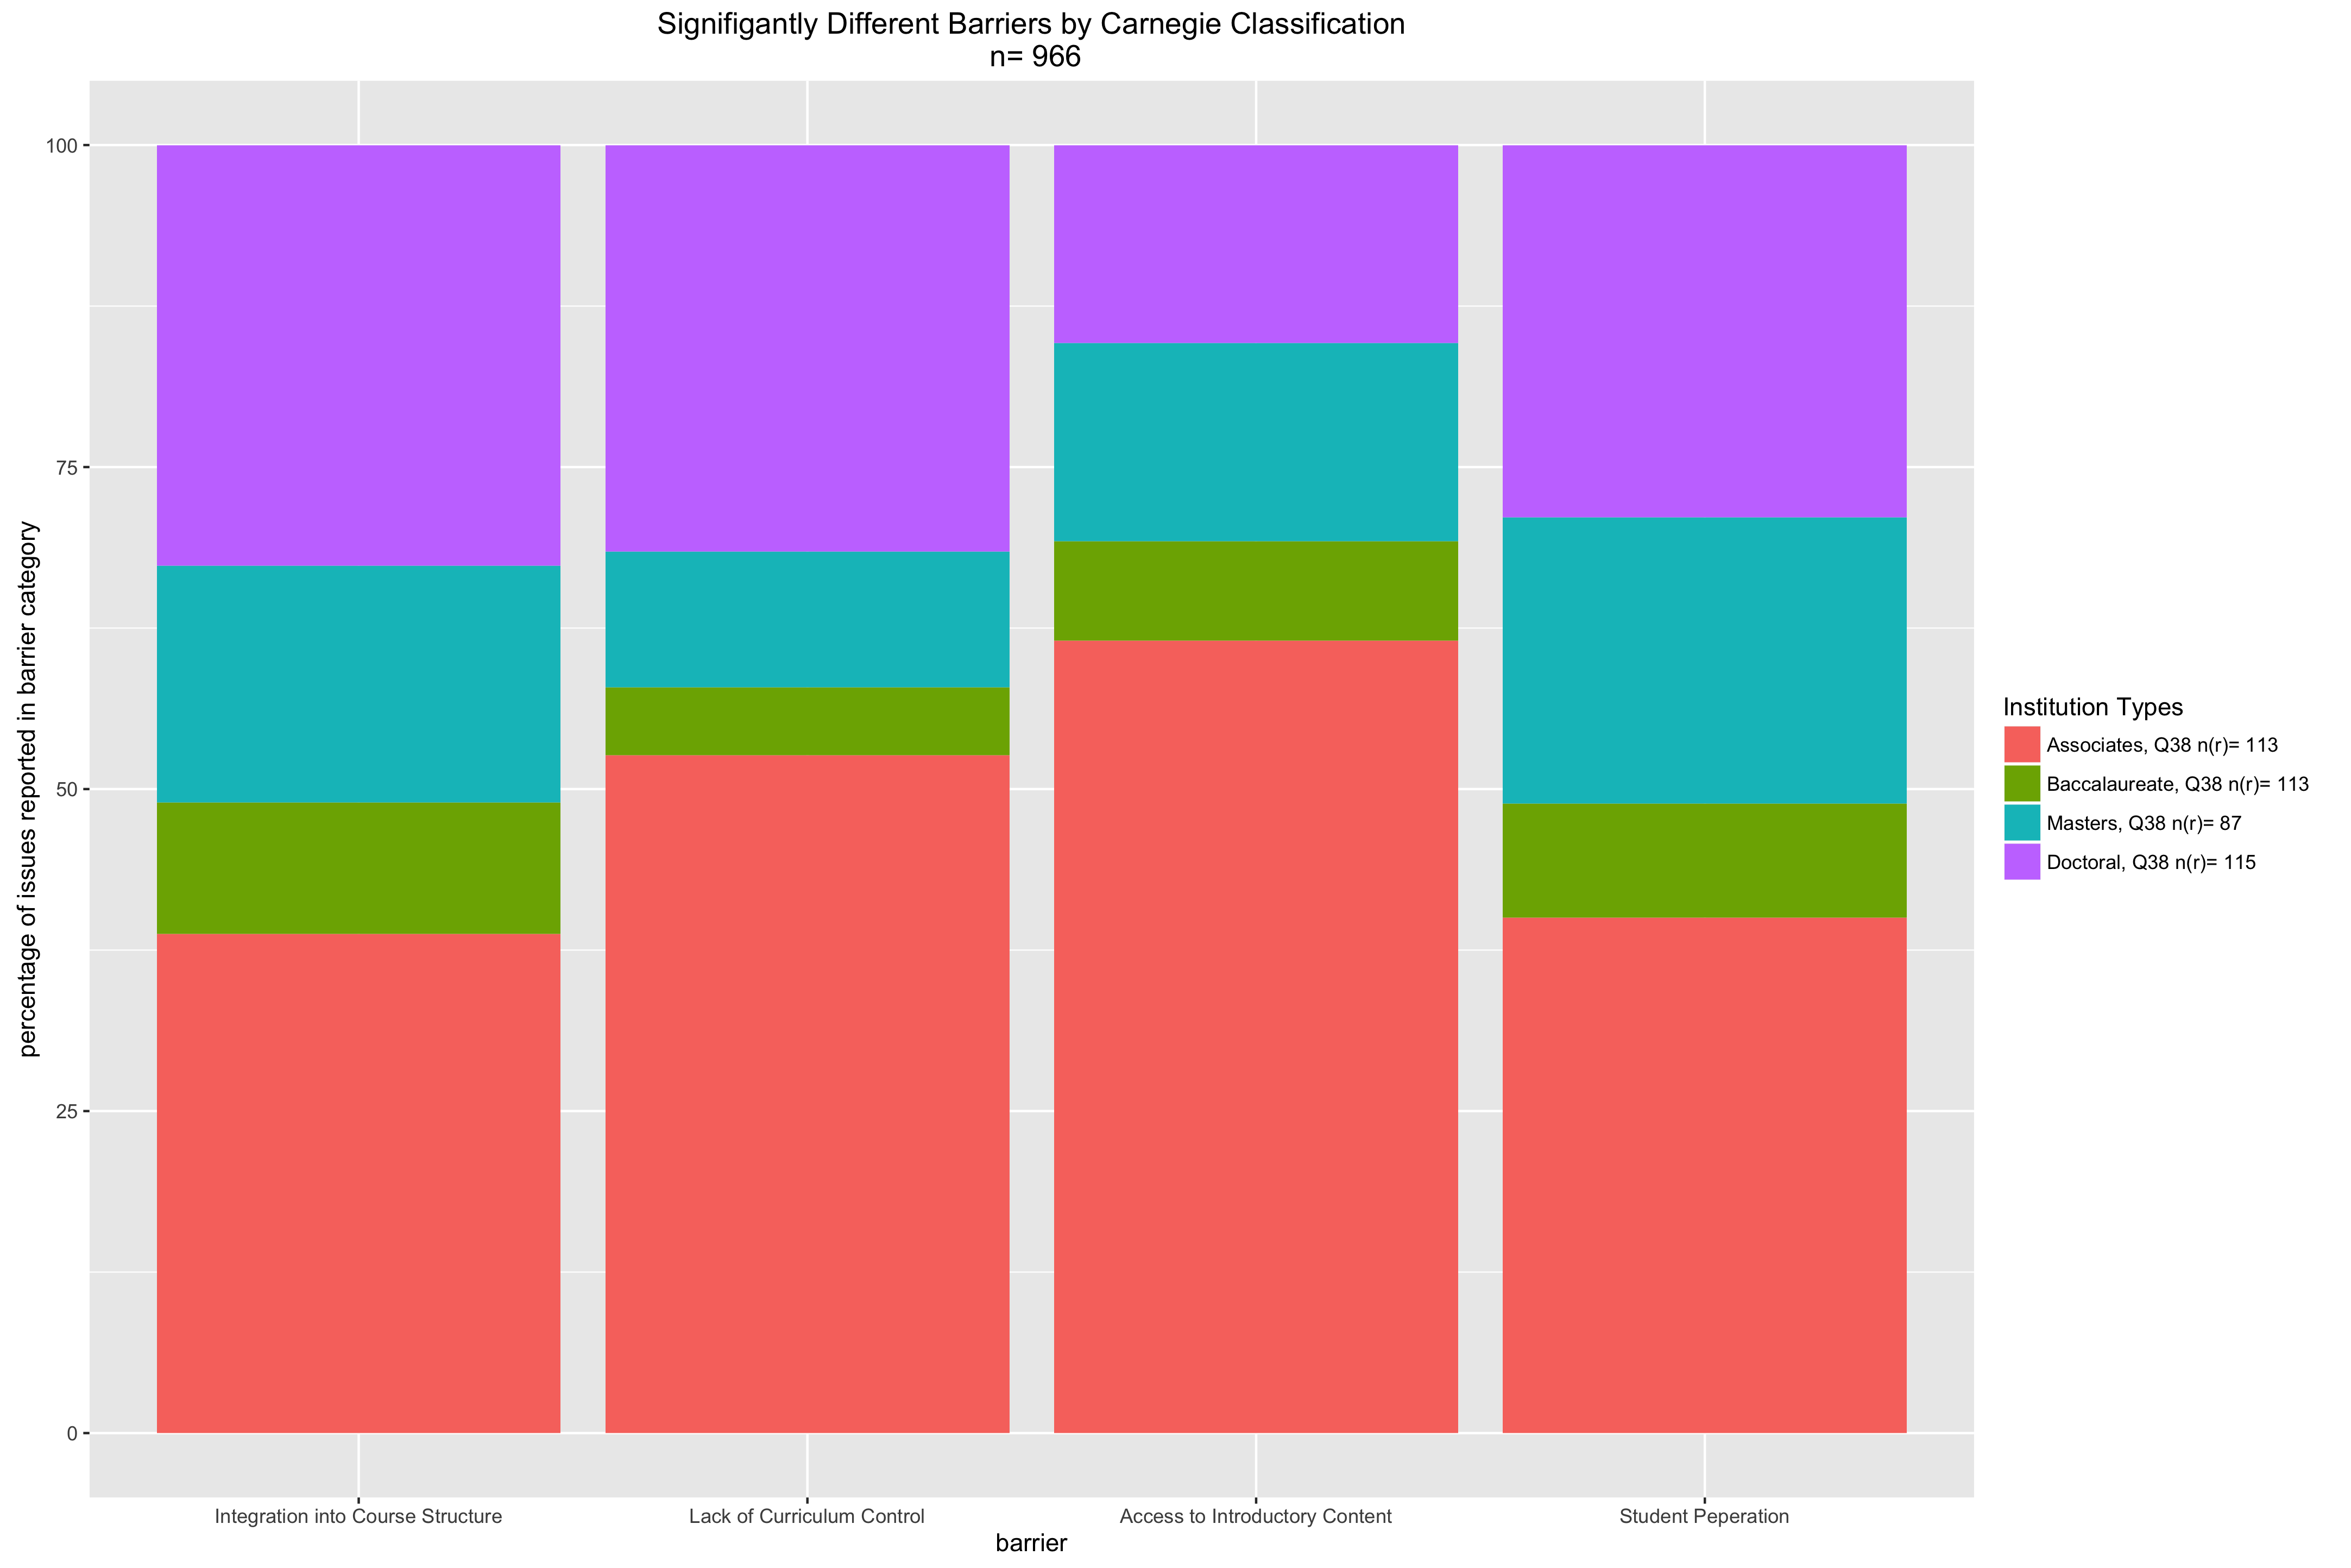 Signifigantly Different Barriers by Carnegie Classification
n= 966
percentage of issues reported in barrier category
100
75
50
25
0
Integration into Course Structure
Lack of Curriculum Control
Access to Introductory Content
Student Peperation
barrier
Institution Types
Associates, Q38 n(r)= 113
Baccalaureate, Q38 n(r)= 113
Masters, Q38 n(r)= 87
Doctoral, Q38 n(r)= 115